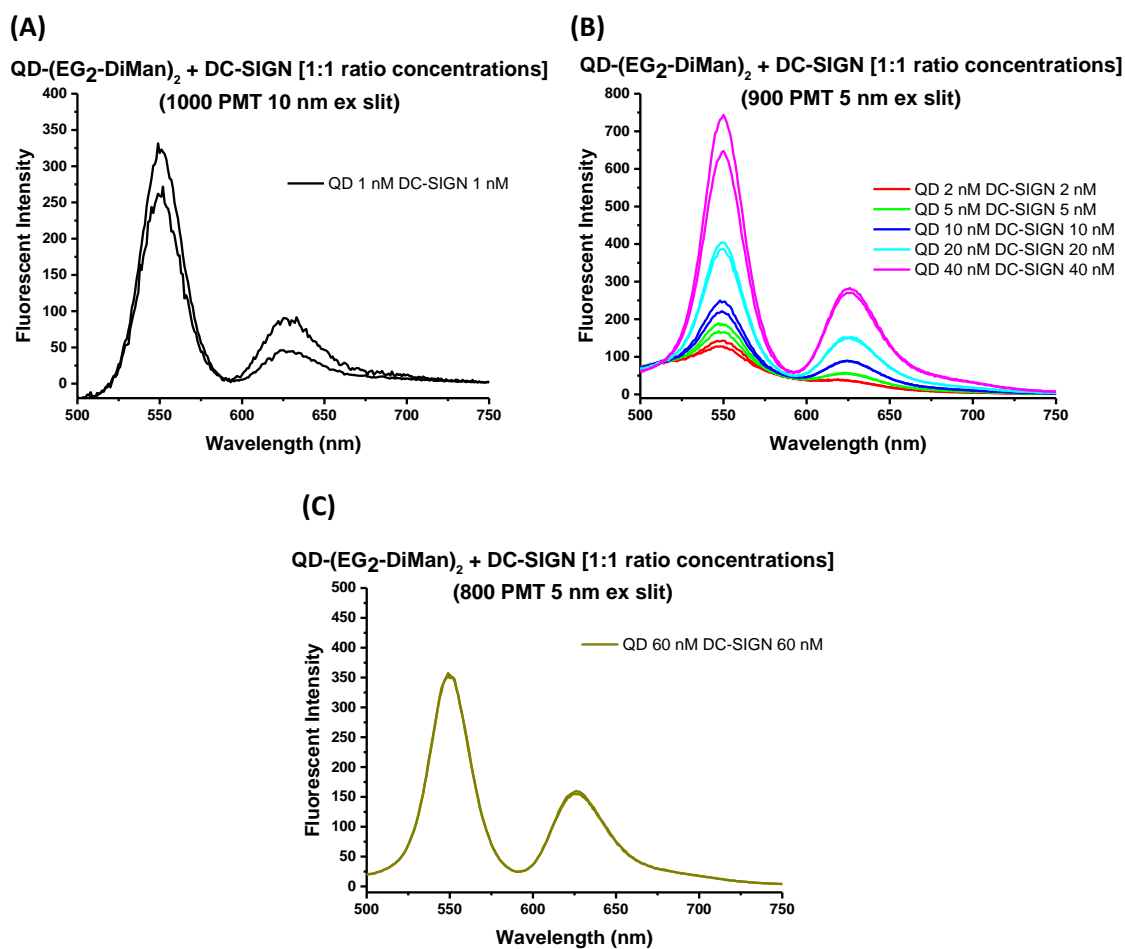 (A)
QD-(EG2-DiMan)2 + DC-SIGN [1:1 ratio concentrations]
(1000 PMT 10 nm ex slit)
350
325
300
275
250
225
200
175
150
125
100
75
50
25
0
Fluorescent Intensity
QD 1 nM DC-SIGN 1 nM
500 550 600 650 700 750
Wavelength (nm)
(B)
QD-(EG2-DiMan)2 + DC-SIGN [1:1 ratio concentrations]
(900 PMT 5 nm ex slit)
800
700
600
500
400
300
200
100
0
Fluorescent Intensity
QD 2 nM DC-SIGN 2 nM
QD 5 nM DC-SIGN 5 nM
QD 10 nM DC-SIGN 10 nM
QD 20 nM DC-SIGN 20 nM
QD 40 nM DC-SIGN 40 nM
500 550 600 650 700 750
Wavelength (nm)
(C)
QD-(EG2-DiMan)2 + DC-SIGN [1:1 ratio concentrations]
(800 PMT 5 nm ex slit)
500
450
400
350
300
250
200
150
100
50
0
Fluorescent Intensity
QD 60 nM DC-SIGN 60 nM
500 550 600 650 700 750
Wavelength (nm)